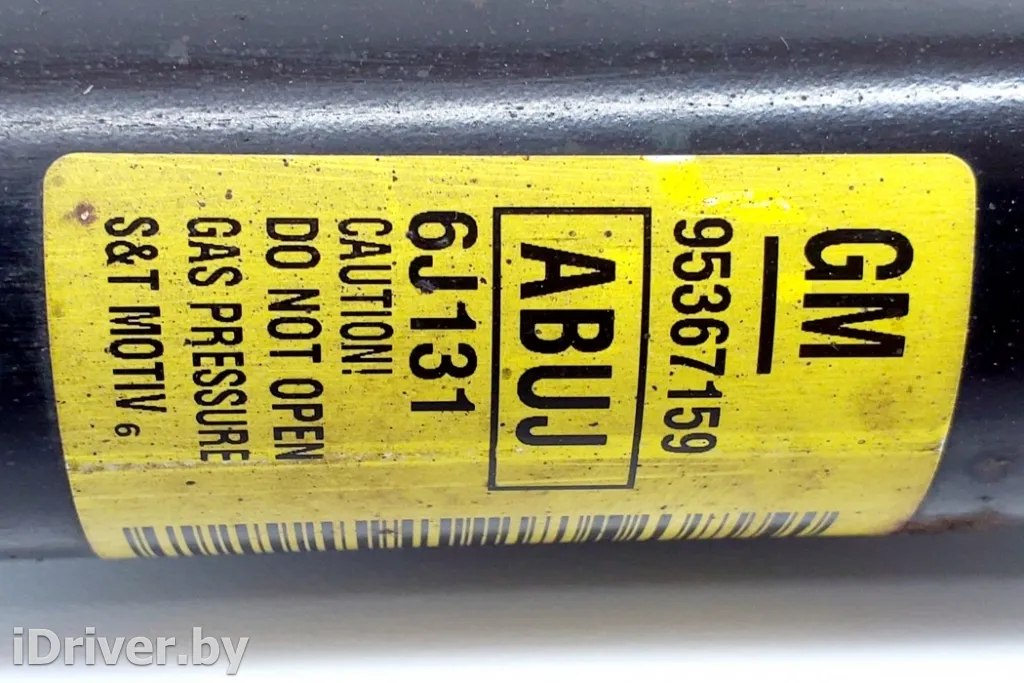 GM
95367159
ABUJ
6J131
CAUTION!
DO NOT OPEN
GAS PRESSURE
S&T MOTIV 6
iDriver.by